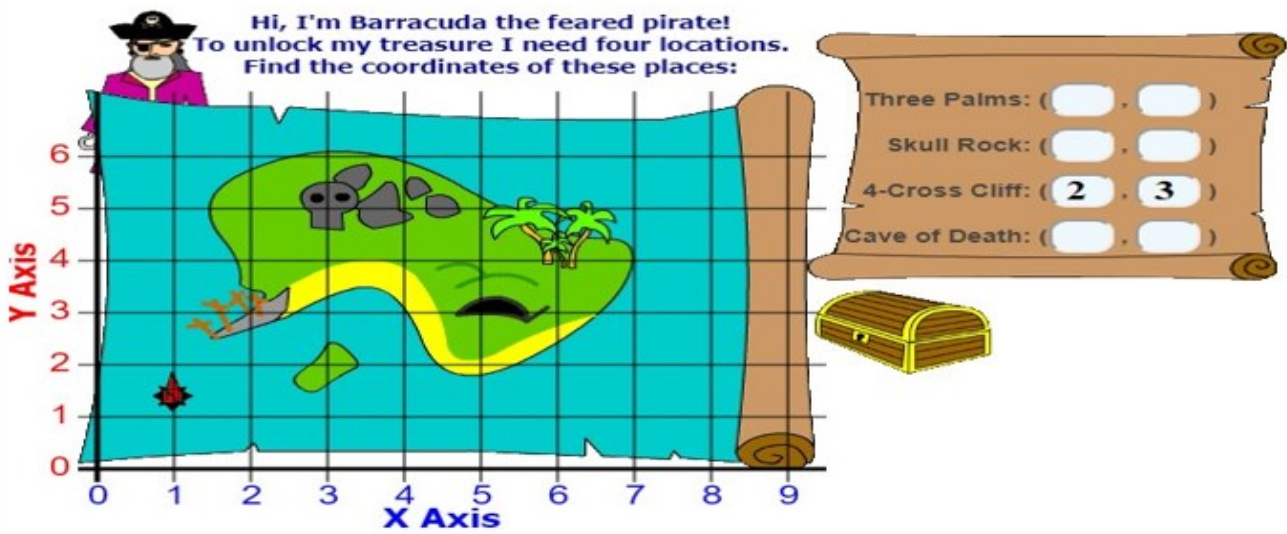 Hi, I'm Barracuda the feared pirate!
To unlock my treasure I need four locations.
Find the coordinates of these places:
Three Palms: ( , )
Skull Rock: ( , )
4-Cross Cliff: ( 2 , 3 )
Cave of Death: ( , )
Y Axis
6
5
4
3
2
1
0
0 1 2 3 4 5 6 7 8 9
X Axis